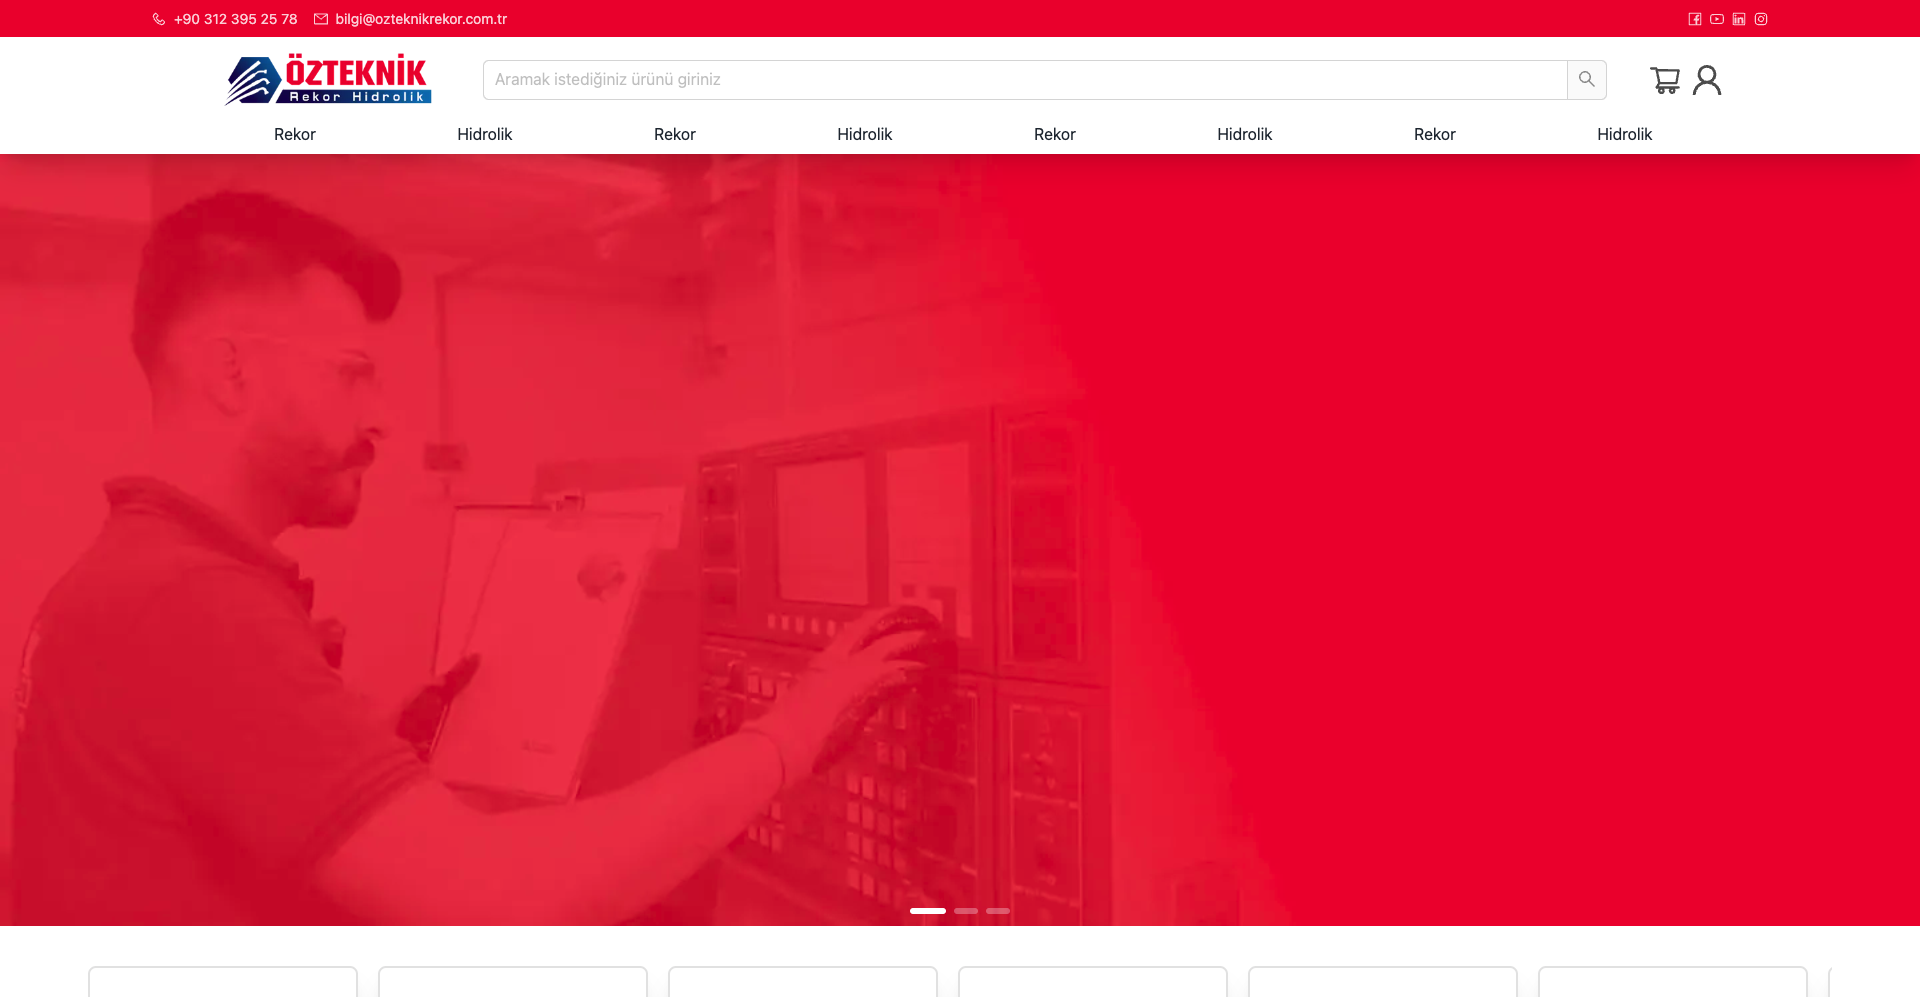 +90 312 395 25 78 bilgi@ozteknikrekor.com.tr
ÖZTEKNİK
Rekor Hidrolik
Aramak istediğiniz ürünü giriniz
Rekor Hidrolik Rekor Hidrolik Rekor Hidrolik Rekor Hidrolik